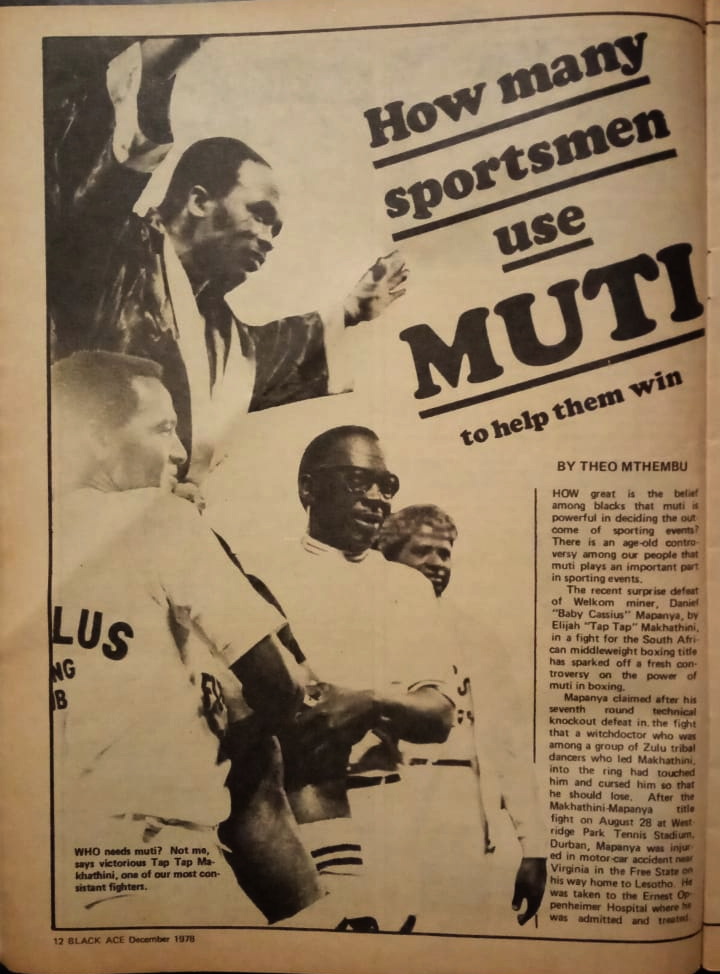 How many
sportsmen
use
MUTI
to help them win
BY THEO MTHEMBU
HOW great is the belief
among blacks that muti is
powerful in deciding the out
come of sporting events?
There is an age-old contro-
versy among our people that
muti plays an important part
in sporting events.
The recent surprise defeat
of Welkom miner, Daniel
"Baby Cassius" Mapanya, by
Elijah "Tap Tap" Makhathini,
in a fight for the South Afri-
can middleweight boxing title
has sparked off a fresh con-
troversy on the power of
muti in boxing.
Mapanya claimed after his
seventh round technical
knockout defeat in the fight
that a witchdoctor who was
among a group of Zulu tribal
dancers who led Makhathini,
into the ring had touched
him and cursed him so that
he should lose. After the
Makhathini-Mapanya title
fight on August 28 at West-
ridge Park Tennis Stadium,
Durban, Mapanya was injur-
ed in motor-car accident near
Virginia in the Free State on
his way home to Lesotho. He
was taken to the Ernest Op-
penheimer Hospital where he
was admitted and treated.
LUS
NG
B
WHO needs muti? Not me,
says victorious Tap Tap Ma-
khathini, one of our most con-
sistant fighters.
12 BLACK ACE December 1978